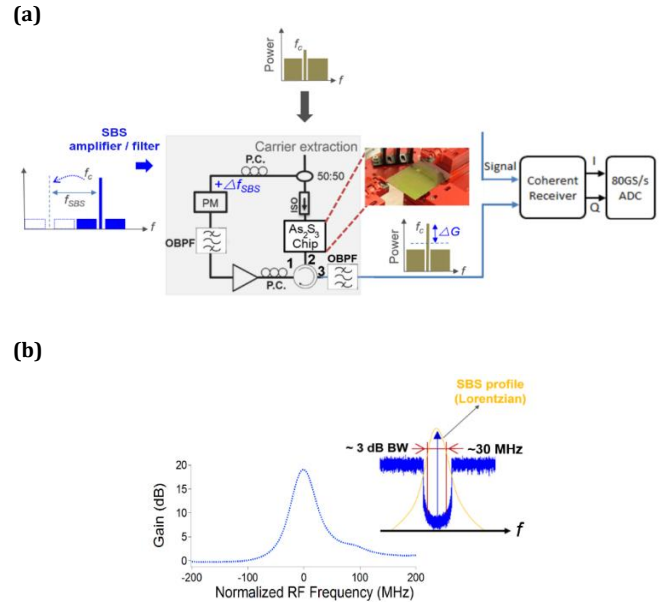 (a)
Power
f_c
f
SBS
amplifier / filter
f_c
f_SBS
f
Carrier extraction
P.C.
50:50
+ Δf_SBS
PM
ISO
As2S3
Chip
OBPF
1
2
3
OBPF
P.C.
Power
f_c
ΔG
f
Signal
Coherent
Receiver
I
Q
80GS/s
ADC
(b)
SBS profile
(Lorentzian)
~ 3 dB BW
~30 MHz
f
Gain (dB)
20
15
10
5
0
-200
-100
0
100
200
Normalized RF Frequency (MHz)